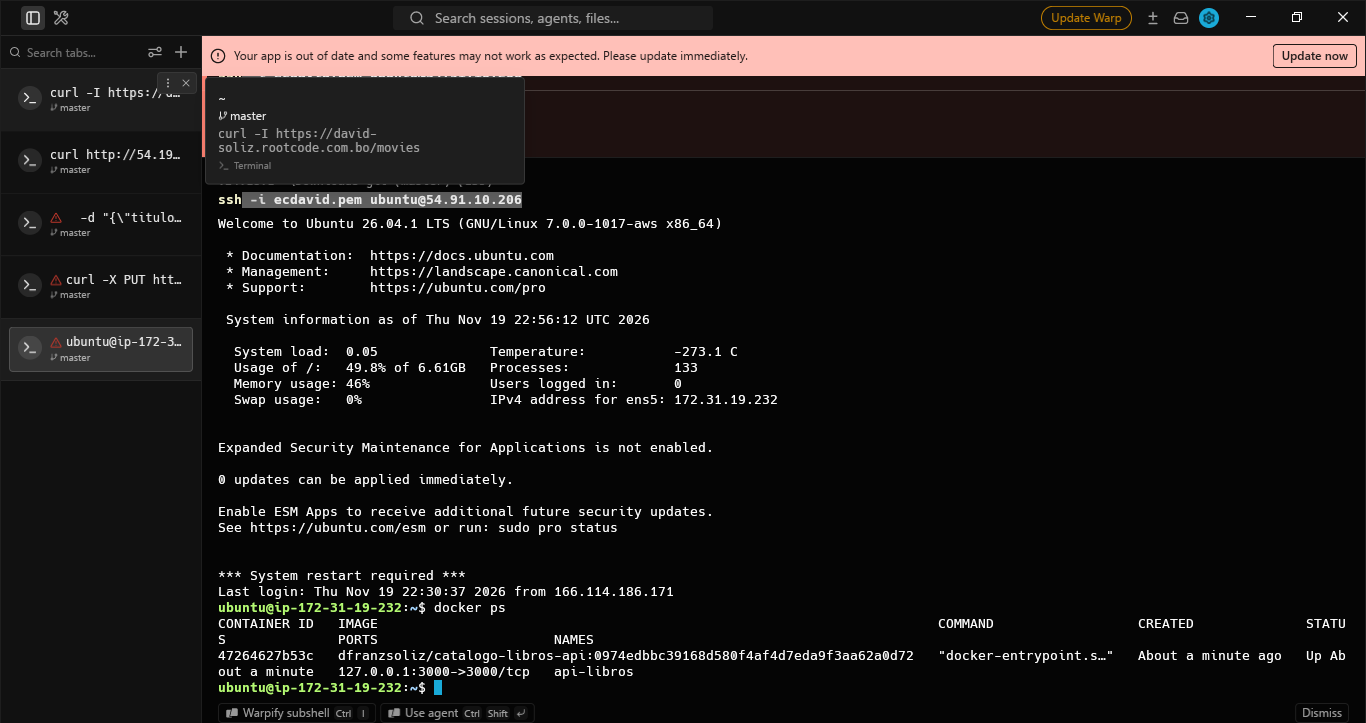 Search sessions, agents, files...
Update Warp
Search tabs...
Your app is out of date and some features may not work as expected. Please update immediately.
Update now
curl -I https://d…
master
curl http://54.19…
master
-d "{\"titulo…
master
curl -X PUT htt…
master
ubuntu@ip-172-3…
master
~
master
curl -I https://david-
soliz.rootcode.com.bo/movies
Terminal
ssh -i ecdavid.pem ubuntu@54.91.10.206
Welcome to Ubuntu 26.04.1 LTS (GNU/Linux 7.0.0-1017-aws x86_64)
* Documentation:  https://docs.ubuntu.com
* Management:     https://landscape.canonical.com
* Support:        https://ubuntu.com/pro
System information as of Thu Nov 19 22:56:12 UTC 2026
System load:  0.05                Temperature:           -273.1 C
Usage of /:   49.8% of 6.61GB   Processes:             133
Memory usage: 46%               Users logged in:       0
Swap usage:   0%                IPv4 address for ens5: 172.31.19.232
Expanded Security Maintenance for Applications is not enabled.
0 updates can be applied immediately.
Enable ESM Apps to receive additional future security updates.
See https://ubuntu.com/esm or run: sudo pro status
*** System restart required ***
Last login: Thu Nov 19 22:30:37 2026 from 166.114.186.171
ubuntu@ip-172-31-19-232:~$ docker ps
CONTAINER ID   IMAGE                                                                      COMMAND                  CREATED              STATU
S              PORTS                      NAMES
47264627b53c   dfranzsoliz/catalogo-libros-api:0974edbbc39168d580f4af4d7eda9f3aa62a0d72   "docker-entrypoint.s…"   About a minute ago   Up Ab
out a minute   127.0.0.1:3000->3000/tcp   api-libros
ubuntu@ip-172-31-19-232:~$
Warpify subshell Ctrl I
Use agent Ctrl Shift ⏎
Dismiss